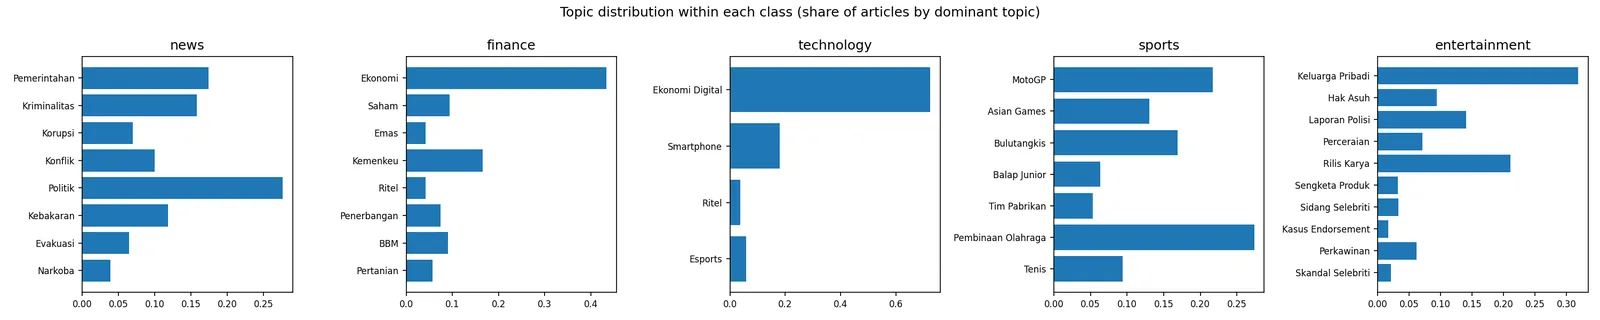 Topic distribution within each class (share of articles by dominant topic)
news
Pemerintahan
Kriminalitas
Korupsi
Konflik
Politik
Kebakaran
Evakuasi
Narkoba
0.00 0.05 0.10 0.15 0.20 0.25
finance
Ekonomi
Saham
Emas
Kemenkeu
Ritel
Penerbangan
BBM
Pertanian
0.0 0.1 0.2 0.3 0.4
technology
Ekonomi Digital
Smartphone
Ritel
Esports
0.0 0.2 0.4 0.6
sports
MotoGP
Asian Games
Bulutangkis
Balap Junior
Tim Pabrikan
Pembinaan Olahraga
Tenis
0.00 0.05 0.10 0.15 0.20 0.25
entertainment
Keluarga Pribadi
Hak Asuh
Laporan Polisi
Perceraian
Rilis Karya
Sengketa Produk
Sidang Selebriti
Kasus Endorsement
Perkawinan
Skandal Selebriti
0.00 0.05 0.10 0.15 0.20 0.25 0.30